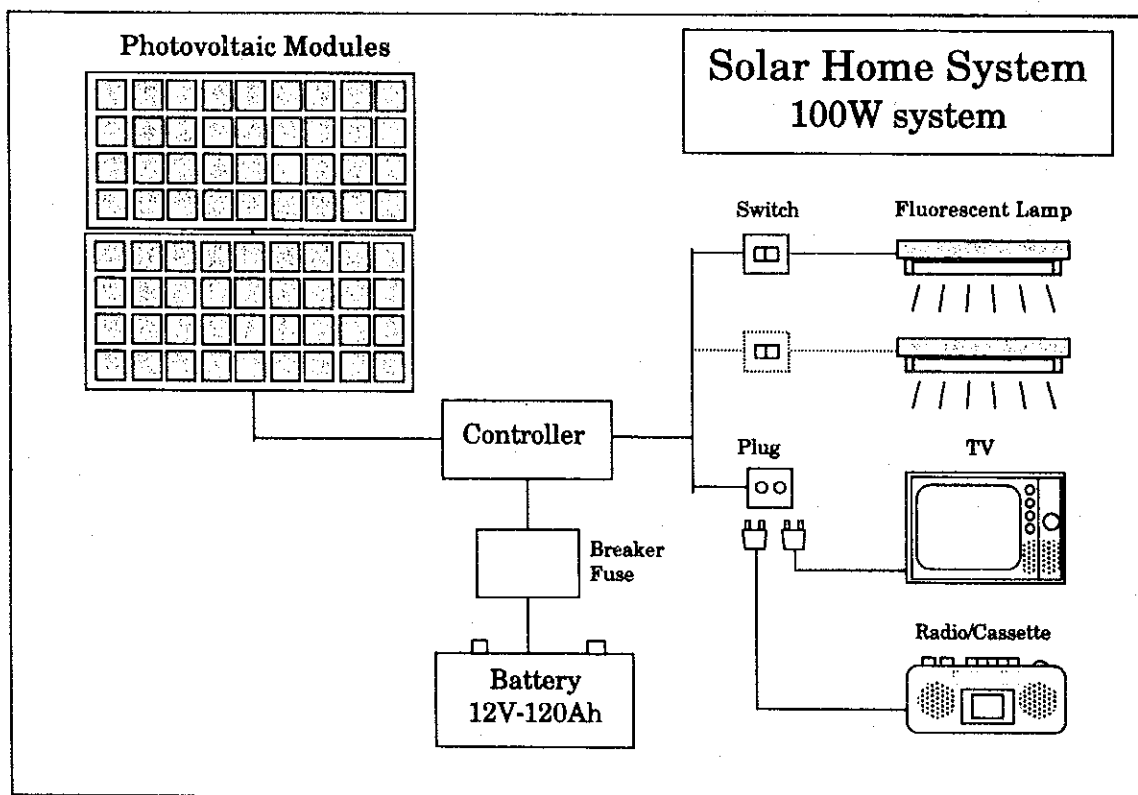 Photovoltaic Modules
Solar Home System
100W system
Switch
Fluorescent Lamp
Controller
Plug
TV
Breaker
Fuse
Radio/Cassette
Battery
12V-120Ah